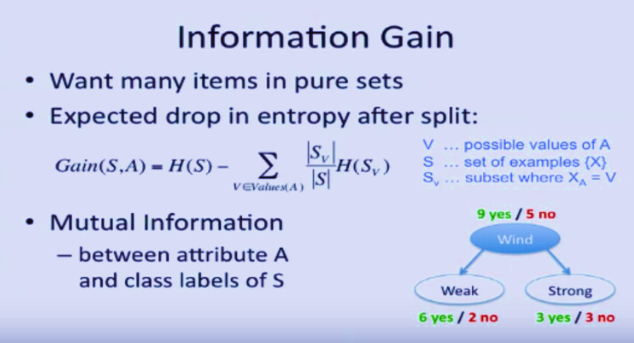 Information Gain
• Want many items in pure sets
• Expected drop in entropy after split:
Gain(S,A) = H(S) – ∑ V∈Values(A) |Sᵥ|/|S| H(Sᵥ)
V ... possible values of A
S ... set of examples {X}
Sᵥ ... subset where X_A = V
• Mutual Information
– between attribute A
and class labels of S
9 yes / 5 no
Wind
Weak Strong
6 yes / 2 no 3 yes / 3 no